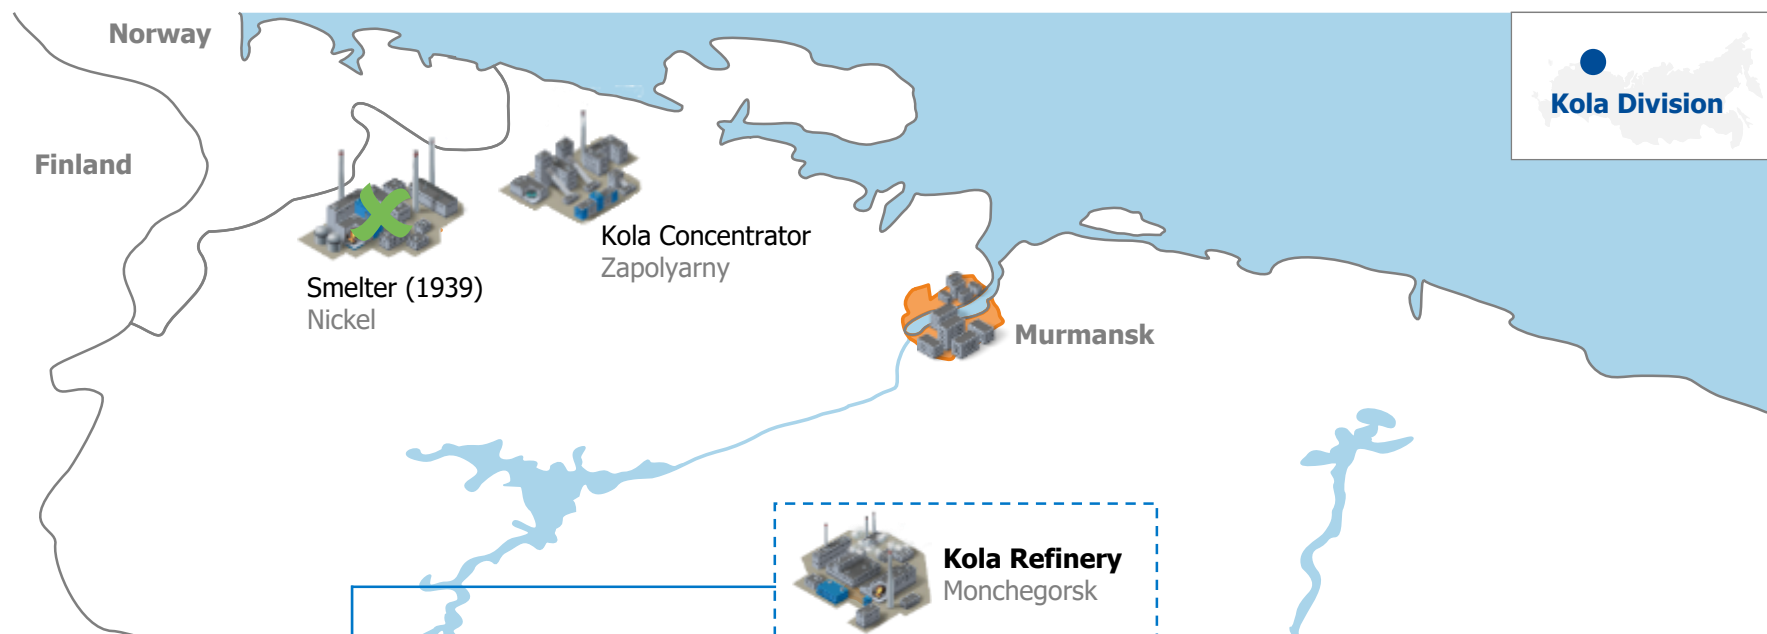 Norway
Kola Division
Finland
Kola Concentrator
Zapolyarny
Smelter (1939)
Nickel
Murmansk
Kola Refinery
Monchegorsk